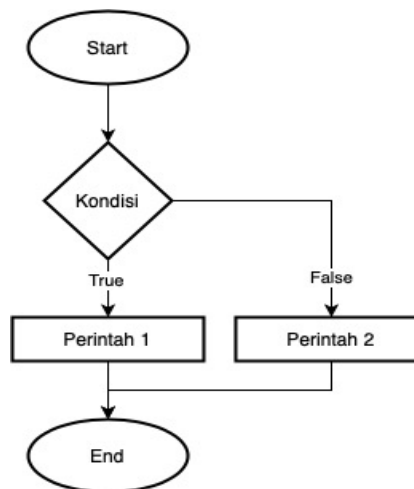 Start
Kondisi
True
False
Perintah 1
Perintah 2
End